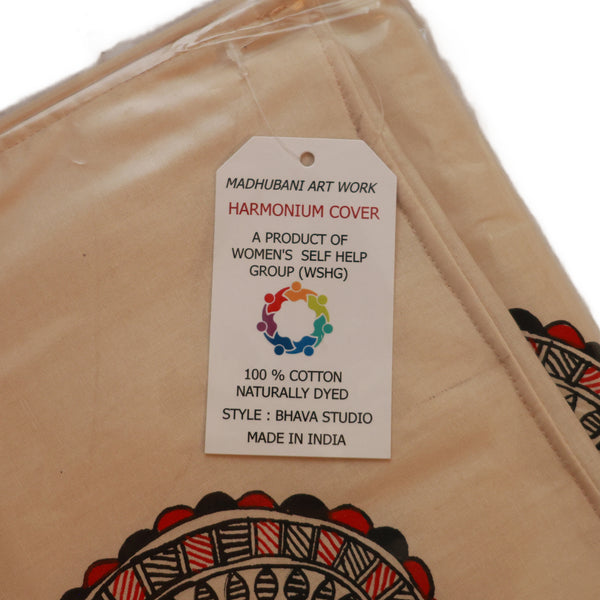 MADHUBANI ART WORK
HARMONIUM COVER
A PRODUCT OF
WOMEN'S SELF HELP
GROUP (WSHG)
100 % COTTON
NATURALLY DYED
STYLE : BHAVA STUDIO
MADE IN INDIA